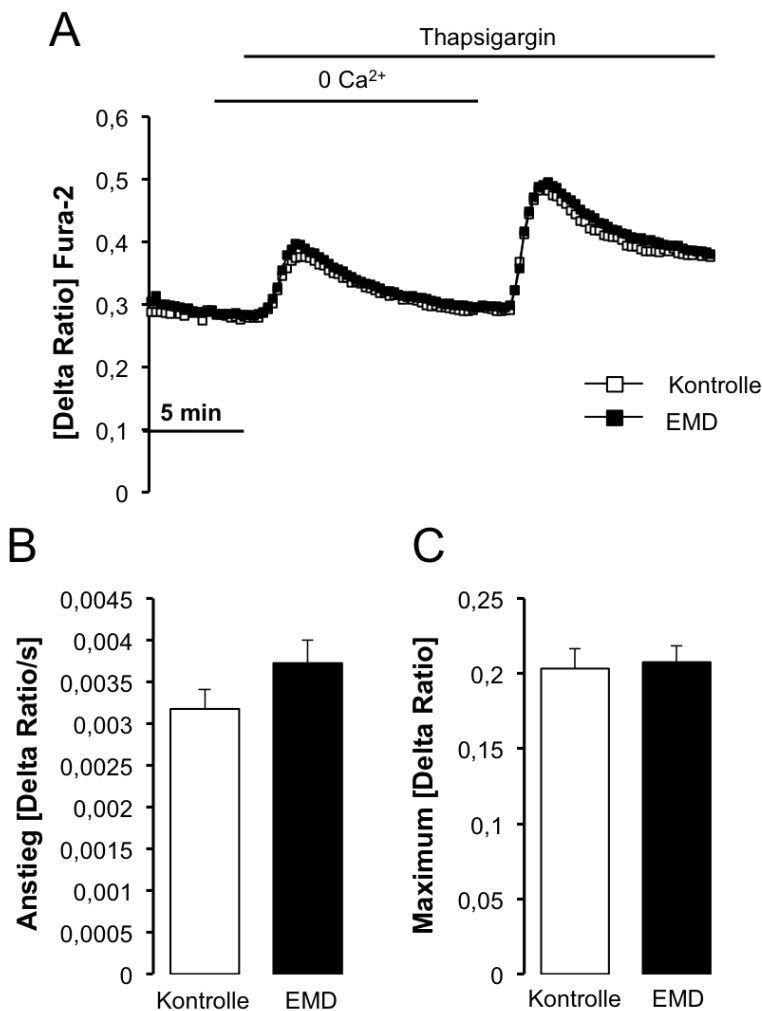 A
Thapsigargin
0 Ca²⁺
[Delta Ratio] Fura-2
0,6
0,5
0,4
0,3
0,2
0,1
0
5 min
Kontrolle
EMD
B
Anstieg [Delta Ratio/s]
0,0045
0,004
0,0035
0,003
0,0025
0,002
0,0015
0,001
0,0005
0
Kontrolle
EMD
C
Maximum [Delta Ratio]
0,25
0,2
0,15
0,1
0,05
0
Kontrolle
EMD